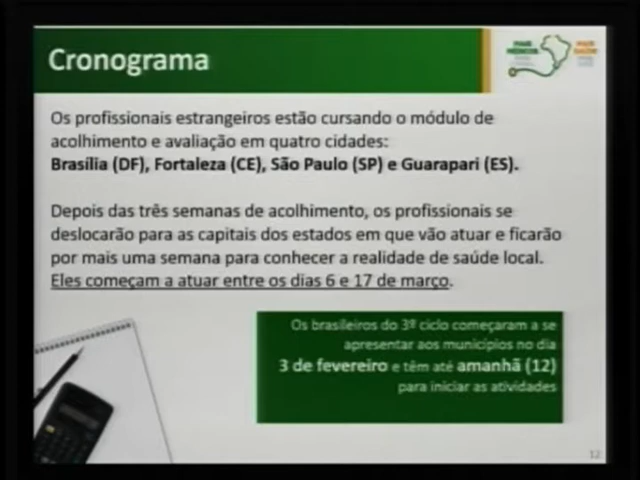 Cronograma
MAIS
MÉDICOS
MAIS
SAÚDE
Os profissionais estrangeiros estão cursando o módulo de
acolhimento e avaliação em quatro cidades:
Brasília (DF), Fortaleza (CE), São Paulo (SP) e Guarapari (ES).
Depois das três semanas de acolhimento, os profissionais se
deslocarão para as capitais dos estados em que vão atuar e ficarão
por mais uma semana para conhecer a realidade de saúde local.
Eles começam a atuar entre os dias 6 e 17 de março.
Os brasileiros do 3º ciclo começaram a se
apresentar aos municípios no dia
3 de fevereiro e têm até amanhã (12)
para iniciar as atividades
12